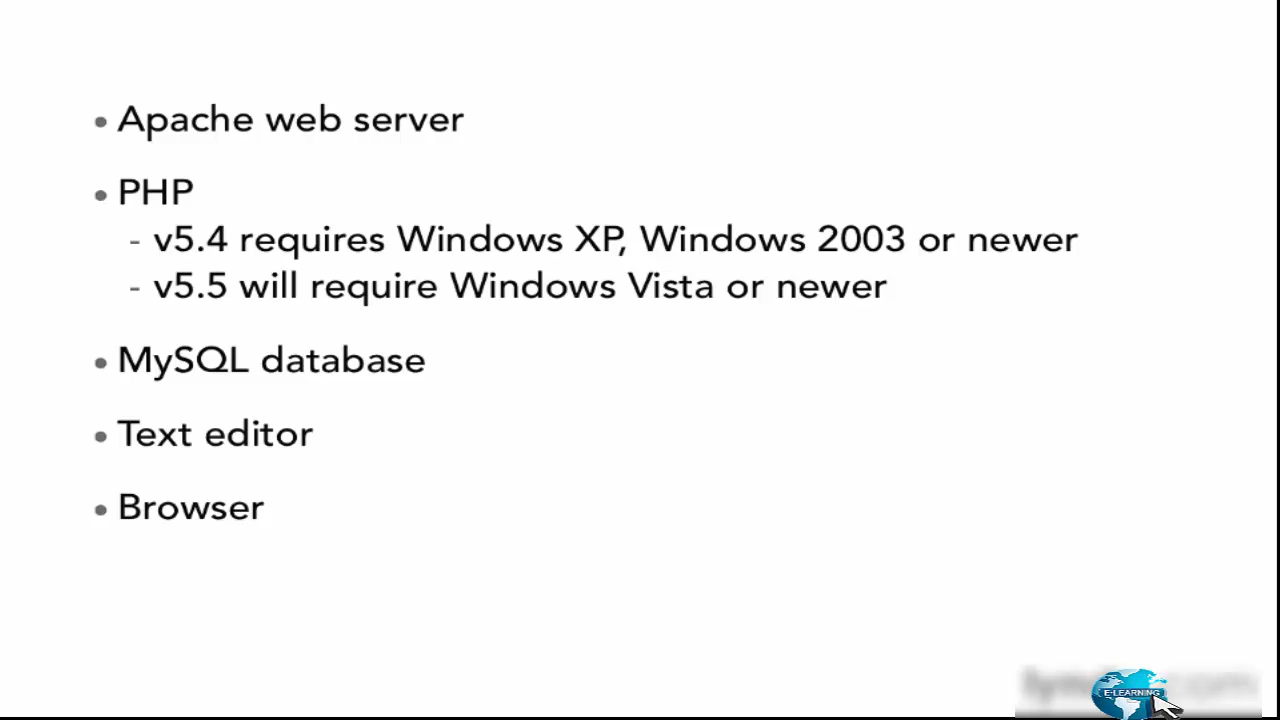 • Apache web server
• PHP
- v5.4 requires Windows XP, Windows 2003 or newer
- v5.5 will require Windows Vista or newer
• MySQL database
• Text editor
• Browser
E-LEARNING